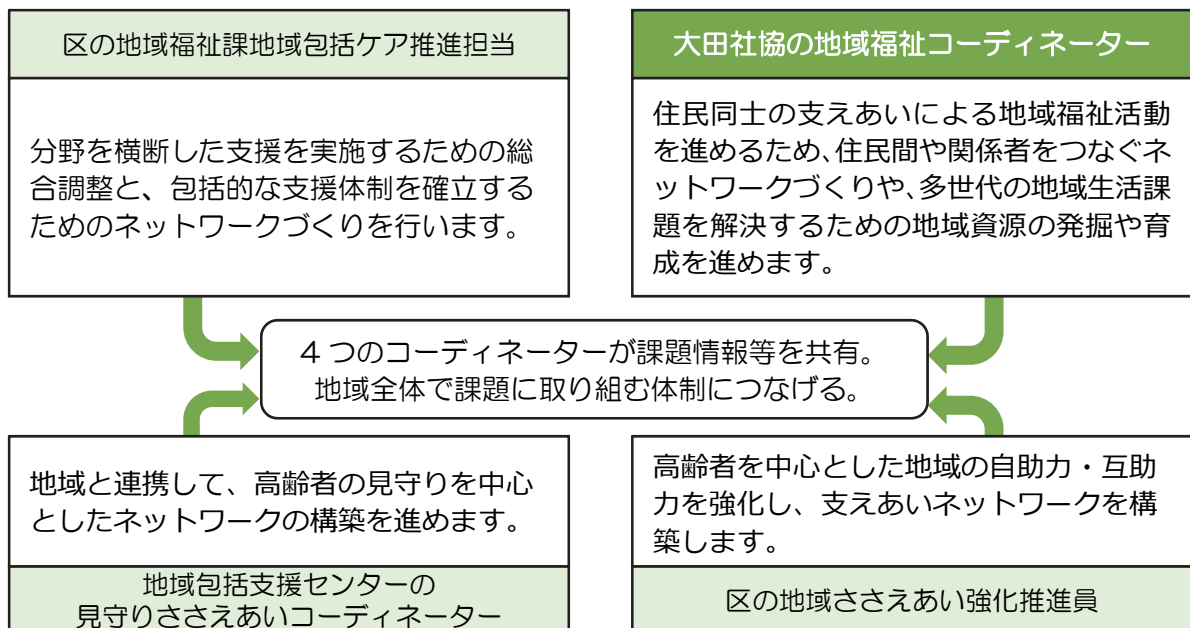 区の地域福祉課地域包括ケア推進担当
分野を横断した支援を実施するための総
合調整と、包括的な支援体制を確立する
ためのネットワークづくりを行います。
大田社協の地域福祉コーディネーター
住民同士の支えあいによる地域福祉活動
を進めるため、住民間や関係者をつなぐネ
ットワークづくりや、多世代の地域生活課
題を解決するための地域資源の発掘や育
成を進めます。
4つのコーディネーターが課題情報等を共有。
地域全体で課題に取り組む体制につなげる。
地域と連携して、高齢者の見守りを中心
としたネットワークの構築を進めます。
地域包括支援センターの
見守りささえあいコーディネーター
高齢者を中心とした地域の自助力・互助
力を強化し、支えあいネットワークを構
築します。
区の地域ささえあい強化推進員